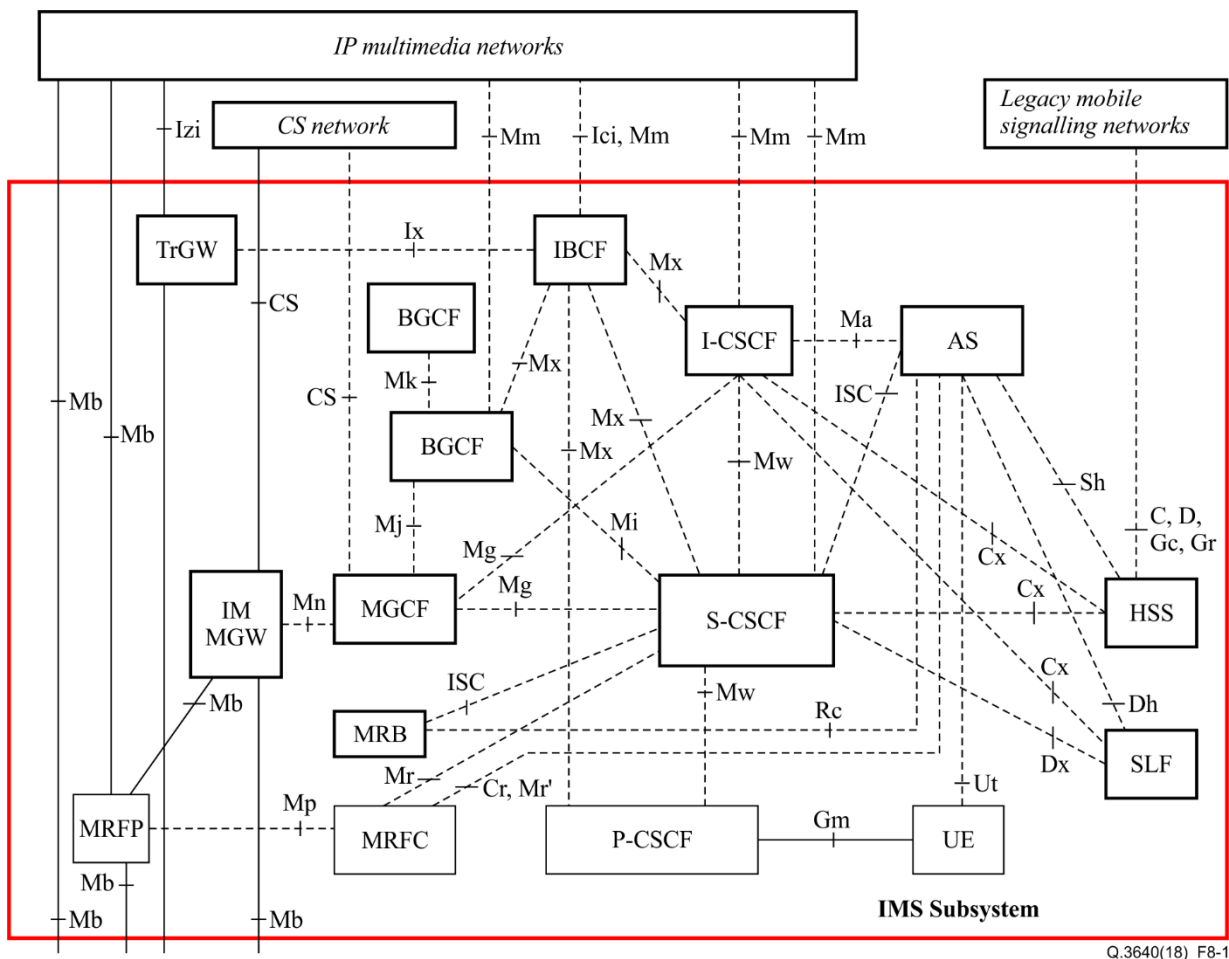 IP multimedia networks
Legacy mobile
signalling networks
Izi
CS network
Mm
Ici, Mm
Mm
Mm
TrGW
Ix
IBCF
Mx
CS
BGCF
I-CSCF
Ma
AS
Mk
Mx
CS
ISC
Mb
Mb
Mx
BGCF
Mx
Mw
Sh
Mj
Mi
C, D,
Gc, Gr
Mg
Cx
IM
MGW
Mn
MGCF
Mg
S-CSCF
Cx
HSS
ISC
Mw
Cx
Mb
MRB
Rc
Dh
Mr
Cr, Mr'
Dx
SLF
Ut
MRFP
Mp
MRFC
P-CSCF
Gm
UE
Mb
Mb
Mb
IMS Subsystem
Q.3640(18)_F8-1